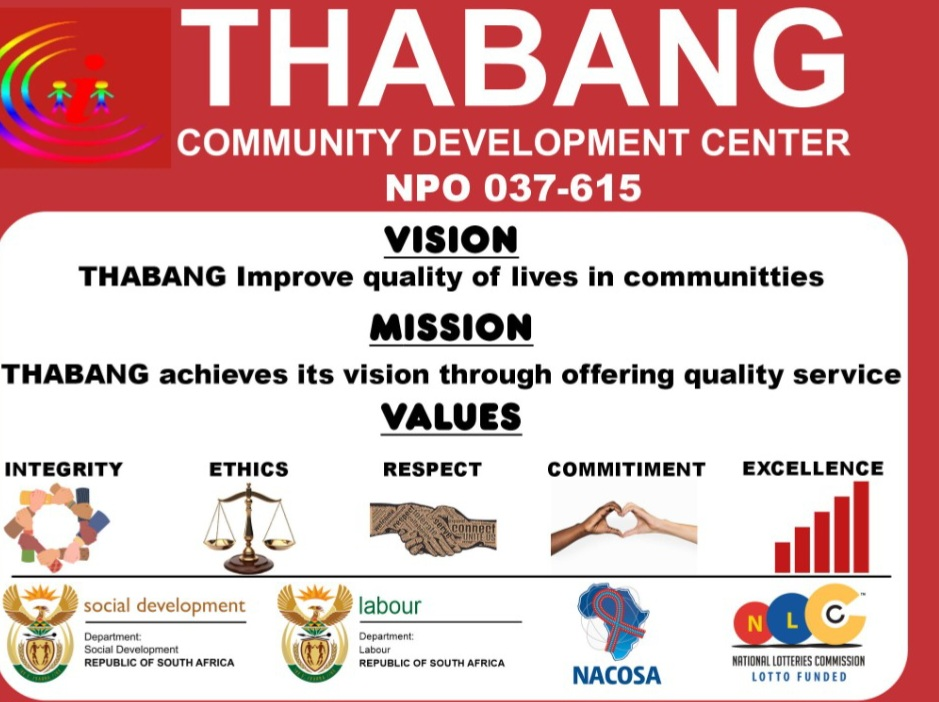 THABANG
COMMUNITY DEVELOPMENT CENTER
NPO 037-615
VISION
THABANG Improve quality of lives in communitties
MISSION
THABANG achieves its vision through offering quality service
VALUES
INTEGRITY ETHICS RESPECT COMMITIMENT EXCELLENCE
connect
social development
Department:
Social Development
REPUBLIC OF SOUTH AFRICA
labour
Department:
Labour
REPUBLIC OF SOUTH AFRICA
NACOSA
NLC™
NATIONAL LOTTERIES COMMISSION
LOTTO FUNDED